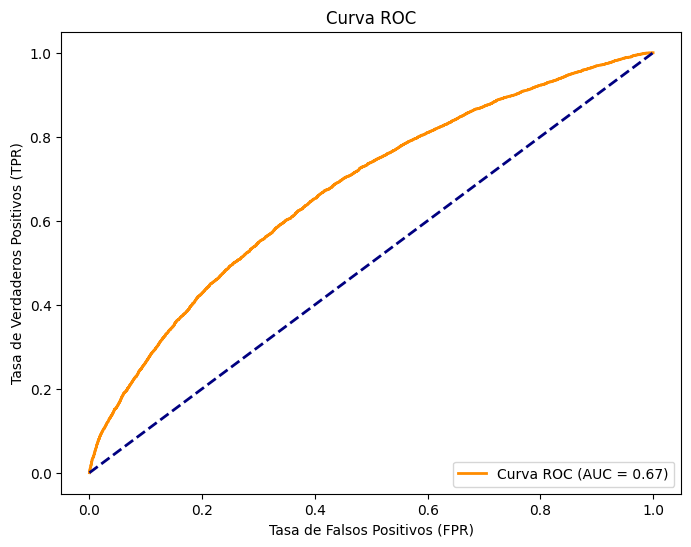 Curva ROC
Tasa de Verdaderos Positivos (TPR)
1.0
0.8
0.6
0.4
0.2
0.0
0.0 0.2 0.4 0.6 0.8 1.0
Tasa de Falsos Positivos (FPR)
Curva ROC (AUC = 0.67)